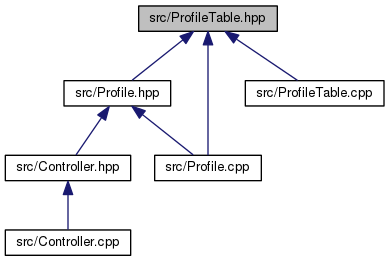 src/ProfileTable.hpp
src/Profile.hpp
src/ProfileTable.cpp
src/Controller.hpp
src/Profile.cpp
src/Controller.cpp